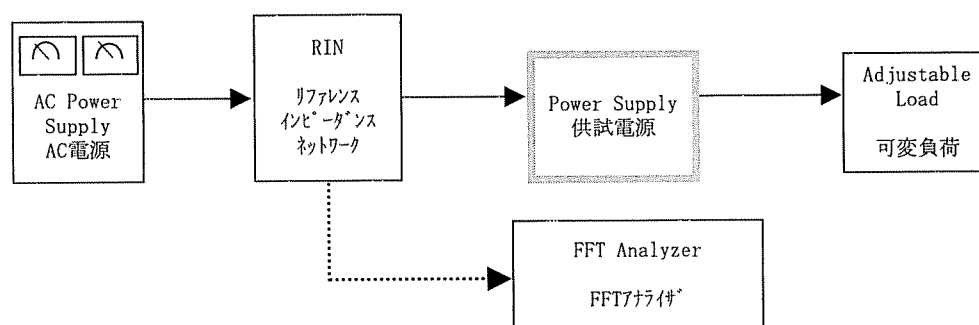 AC Power
Supply
AC電源
RIN
リファレンス
インピーダンス
ネットワーク
Power Supply
供試電源
Adjustable
Load
可変負荷
FFT Analyzer
FFTアナライザ